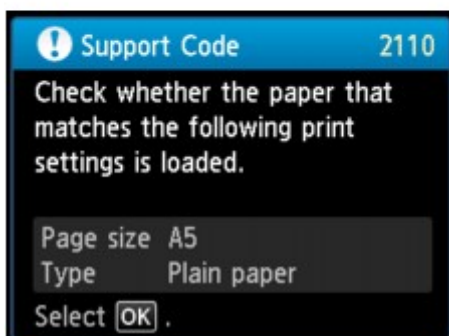 Support Code 2110
Check whether the paper that
matches the following print
settings is loaded.
Page size A5
Type Plain paper
Select OK .